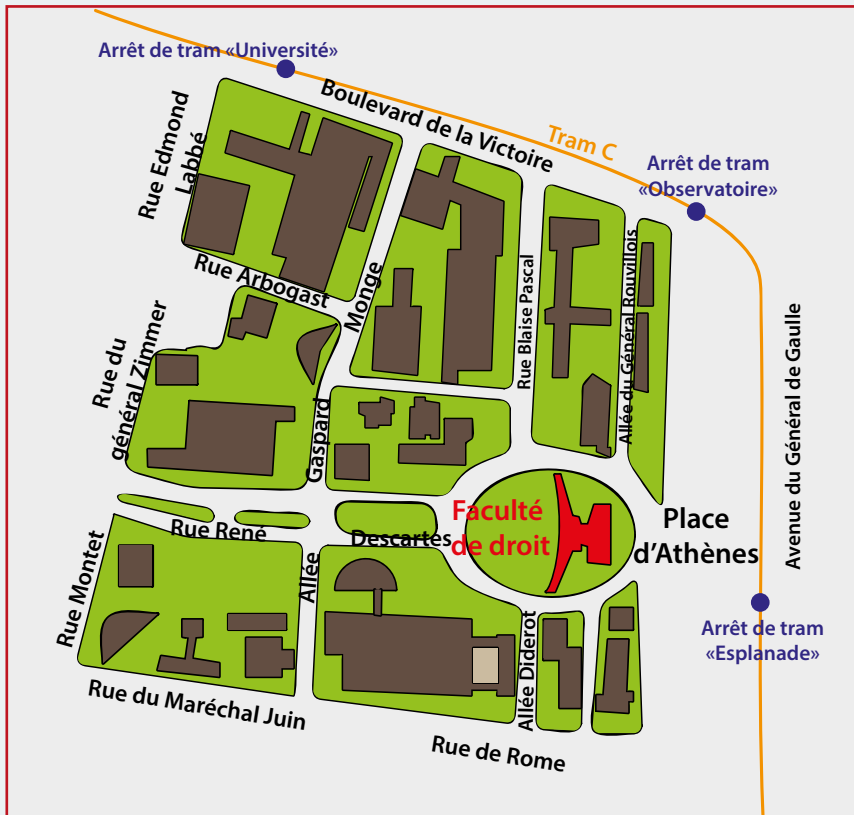 Arrêt de tram «Université»
Boulevard de la Victoire
Tram C
Arrêt de tram
«Observatoire»
Rue Edmond
Labbé
Rue Arbogast
Monge
Rue Blaise Pascal
Allée du Général Rouvillois
Avenue du Général de Gaulle
Rue du
général Zimmer
Gaspard
Faculté
de droit
Place
d'Athènes
Rue René
Descartes
Allée
Rue Montet
Arrêt de tram
«Esplanade»
Allée Diderot
Rue du Maréchal Juin
Rue de Rome